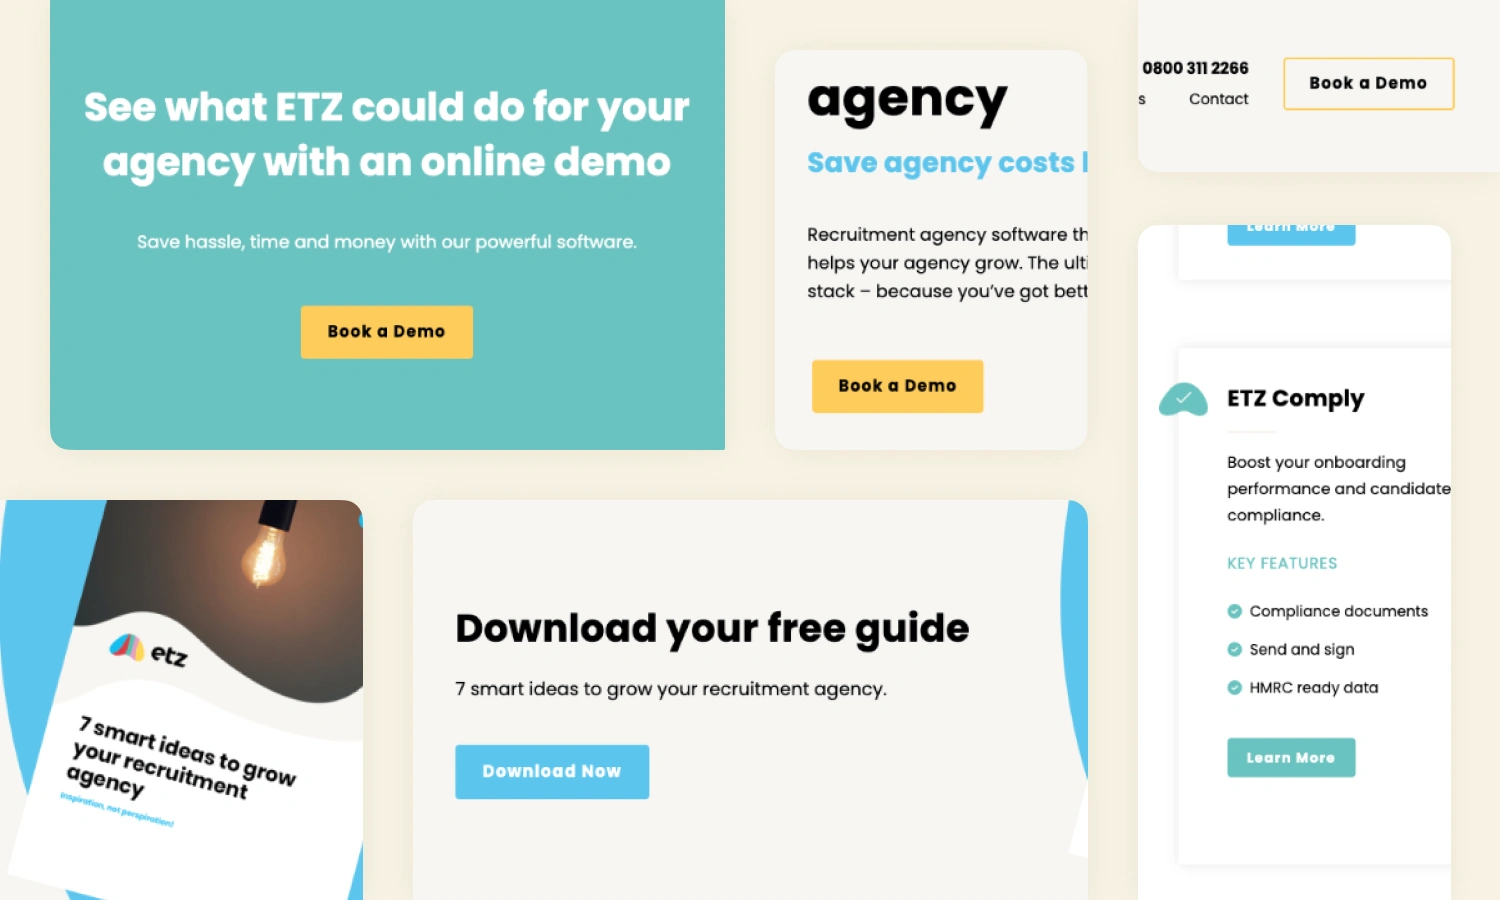 See what ETZ could do for your
agency with an online demo
Save hassle, time and money with our powerful software.
Book a Demo
agency
Save agency costs
Recruitment agency software th
helps your agency grow. The ulti
stack – because you've got bett
Book a Demo
0800 311 2266
s Contact
Book a Demo
Learn More
ETZ Comply
Boost your onboarding
performance and candidate
compliance.
KEY FEATURES
Compliance documents
Send and sign
HMRC ready data
Learn More
etz
7 smart ideas to grow
your recruitment
agency
Inspiration, not perspiration!
Download your free guide
7 smart ideas to grow your recruitment agency.
Download Now